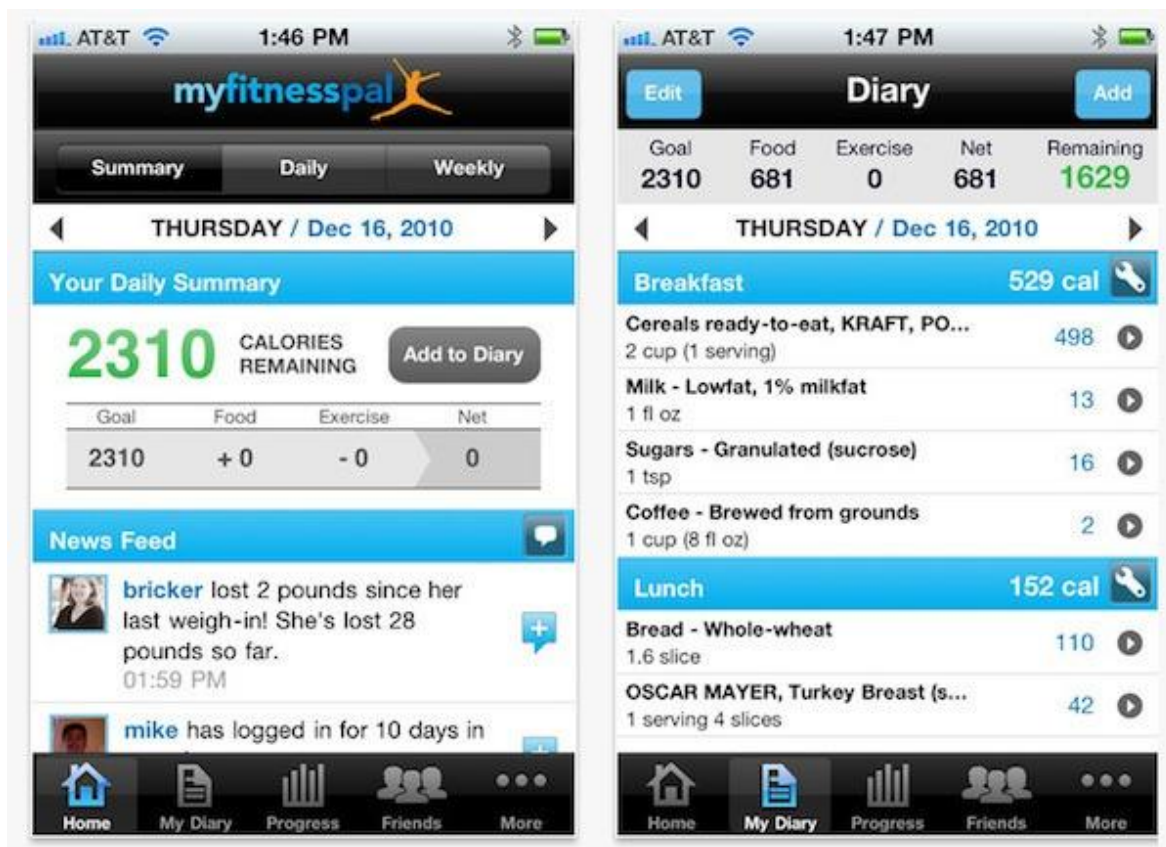 AT&T 1:46 PM
myfitnesspal
Summary Daily Weekly
THURSDAY / Dec 16, 2010
Your Daily Summary
2310 CALORIES REMAINING Add to Diary
Goal Food Exercise Net
2310 + 0 - 0 0
News Feed
bricker lost 2 pounds since her
last weigh-in! She's lost 28
pounds so far.
01:59 PM
mike has logged in for 10 days in
Home My Diary Progress Friends More
AT&T 1:47 PM
Edit Diary Add
Goal Food Exercise Net Remaining
2310 681 0 681 1629
THURSDAY / Dec 16, 2010
Breakfast 529 cal
Cereals ready-to-eat, KRAFT, PO... 498
2 cup (1 serving)
Milk - Lowfat, 1% milkfat 13
1 fl oz
Sugars - Granulated (sucrose) 16
1 tsp
Coffee - Brewed from grounds 2
1 cup (8 fl oz)
Lunch 152 cal
Bread - Whole-wheat 110
1.6 slice
OSCAR MAYER, Turkey Breast (s... 42
1 serving 4 slices
Home My Diary Progress Friends More